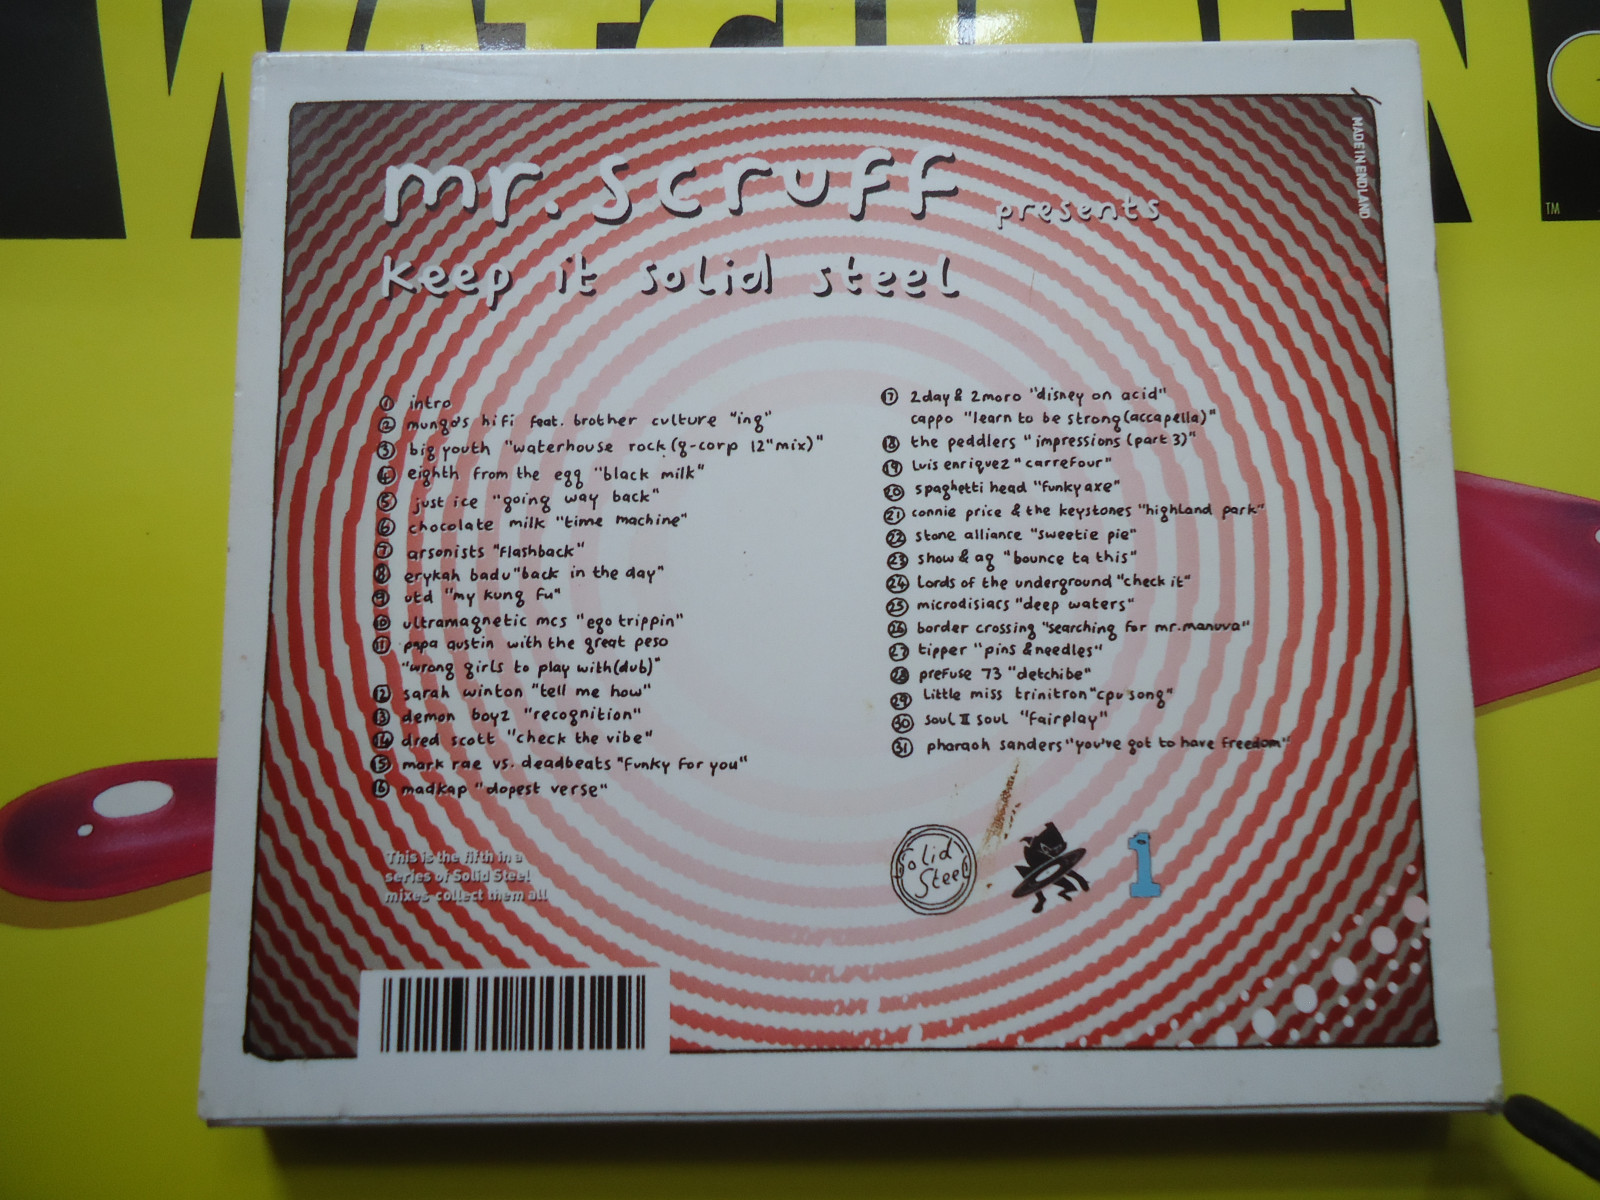 WATCHMEN
TM
MADE IN ENGLAND
mr. scruff presents
keep it solid steel
1 intro
2 mungo's hifi feat. brother culture "ing"
3 big youth "waterhouse rock (g-corp 12" mix)"
4 eighth from the egg "black milk"
5 just ice "going way back"
6 chocolate milk "time machine"
7 arsonists "flashback"
8 erykah badu "back in the day"
9 utd "my kung fu"
10 ultramagnetic mcs "ego trippin"
11 papa austin with the great peso
"wrong girls to play with (dub)"
12 sarah winton "tell me how"
13 demon boyz "recognition"
14 dred scott "check the vibe"
15 mark rae vs. deadbeats "funky for you"
16 madkap "dopest verse"
17 2day & 2moro "disney on acid"
cappo "learn to be strong (accapella)"
18 the peddlers "impressions (part 3)"
19 luis enriquez "carrefour"
20 spaghetti head "funky axe"
21 connie price & the keystones "highland park"
22 stone alliance "sweetie pie"
23 show & ag "bounce ta this"
24 lords of the underground "check it"
25 microdisiacs "deep waters"
26 border crossing "searching for mr. manuva"
27 tipper "pins & needles"
28 prefuse 73 "detchibe"
29 little miss trinitron "cpu song"
30 soul II soul "fairplay"
31 pharaoh sanders "you've got to have freedom"
This is the fifth in a
series of Solid Steel
mixes-collect them all
Solid
Steel
1